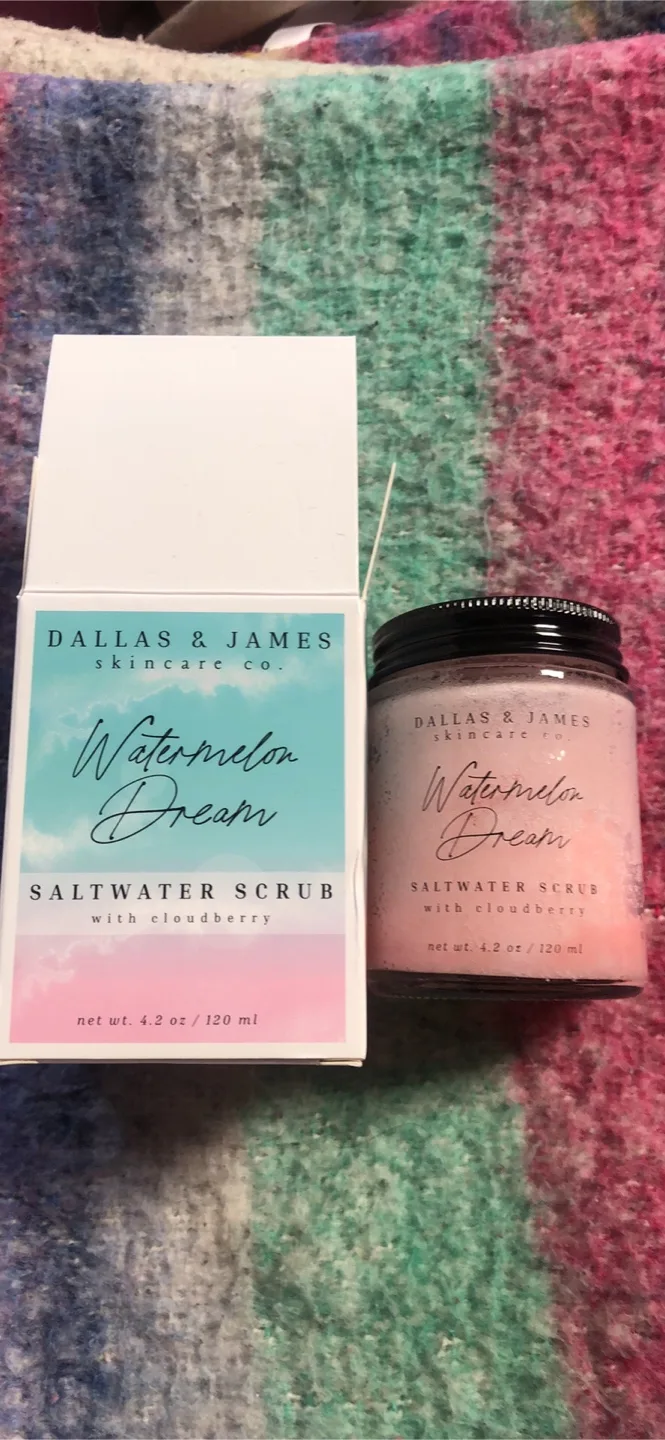 DALLAS & JAMES
skincare co.
Watermelon
Dream
SALTWATER SCRUB
with cloudberry
net wt. 4.2 oz / 120 ml
DALLAS & JAMES
skincare co.
Watermelon
Dream
SALTWATER SCRUB
with cloudberry
net wt. 4.2 oz / 120 ml